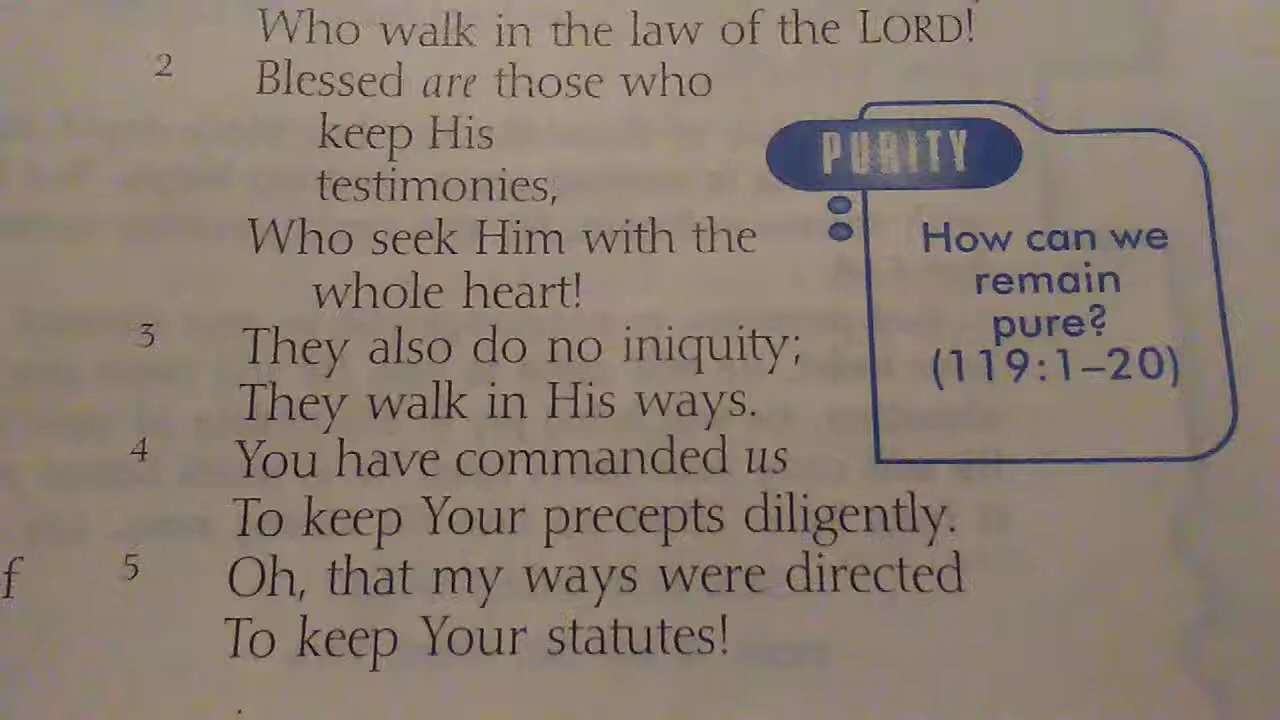 Who walk in the law of the LORD!
2 Blessed are those who
keep His
testimonies,
Who seek Him with the
whole heart!
3 They also do no iniquity;
They walk in His ways.
4 You have commanded us
To keep Your precepts diligently.
f
5 Oh, that my ways were directed
To keep Your statutes!
PURITY
How can we
remain
pure?
(119:1–20)